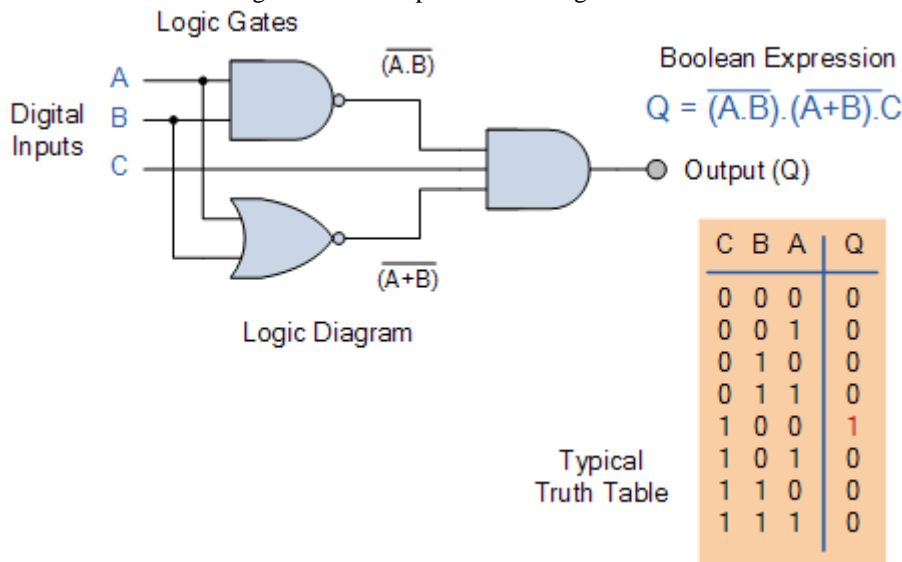 Logic Gates
A
B
C
Digital
Inputs
(A.B)
(A+B)
Logic Diagram
Boolean Expression
Q = (A.B).(A+B).C
Output (Q)
C B A Q
0 0 0 0
0 0 1 0
0 1 0 0
0 1 1 0
1 0 0 1
1 0 1 0
1 1 0 0
1 1 1 0
Typical
Truth Table